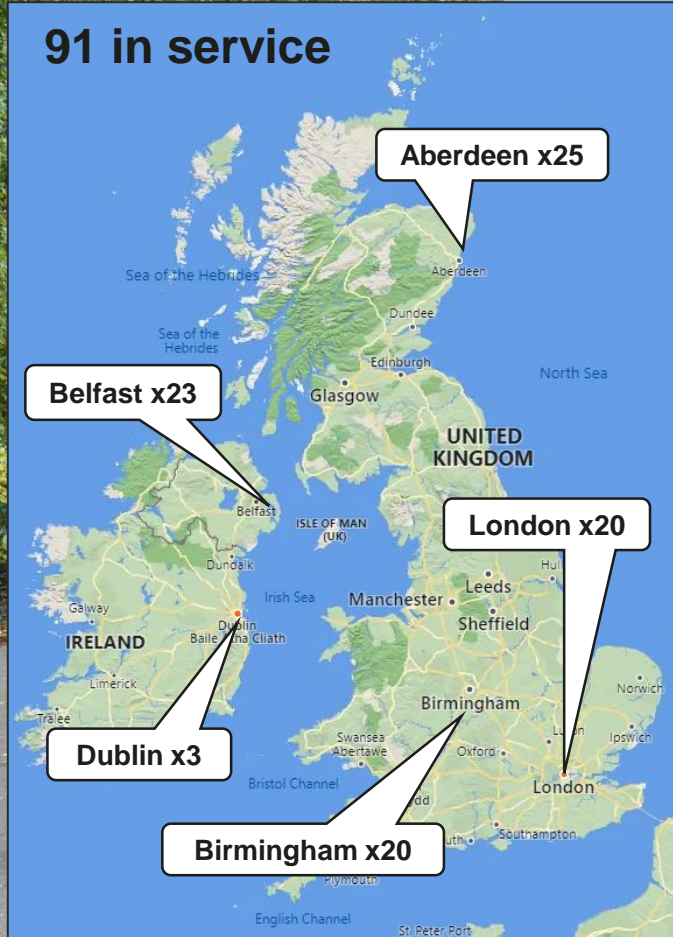 91 in service
Aberdeen x25
Sea of the Hebrides
Aberdeen
Dundee
Sea of the
Hebrides
Edinburgh
North Sea
Glasgow
Belfast x23
UNITED
KINGDOM
Belfast
ISLE OF MAN
(UK)
London x20
Dundalk
Hul
Irish Sea
Leeds
Manchester
Galway
Sheffield
Dublin
Baile
tha Cliath
IRELAND
Limerick
Norwich
Birmingham
Tralee
Swansea
Abertawe
Oxford
Ipswich
Dublin x3
Bristol Channel
London
Southampton
Birmingham x20
Plymouth
English Channel
St. Peter Port